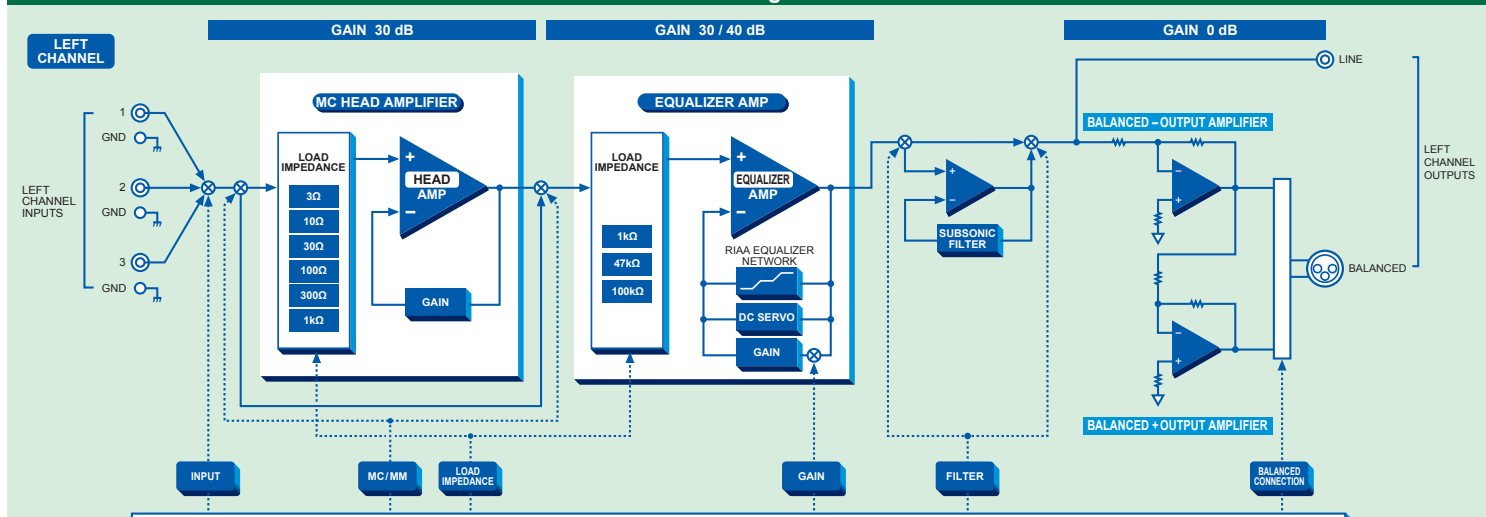 GAIN 30 dB
GAIN 30 / 40 dB
GAIN 0 dB
LEFT
CHANNEL
LEFT
CHANNEL
INPUTS
1
GND
2
GND
3
GND
MC HEAD AMPLIFIER
LOAD
IMPEDANCE
3Ω
10Ω
30Ω
100Ω
300Ω
1kΩ
+
HEAD
AMP
−
GAIN
EQUALIZER AMP
LOAD
IMPEDANCE
1kΩ
47kΩ
100kΩ
+
EQUALIZER
AMP
−
RIAA EQUALIZER
NETWORK
DC SERVO
GAIN
+
−
SUBSONIC
FILTER
LINE
BALANCED − OUTPUT AMPLIFIER
−
+
BALANCED
LEFT
CHANNEL
OUTPUTS
−
+
BALANCED + OUTPUT AMPLIFIER
INPUT
MC/MM
LOAD
IMPEDANCE
GAIN
FILTER
BALANCED
CONNECTION